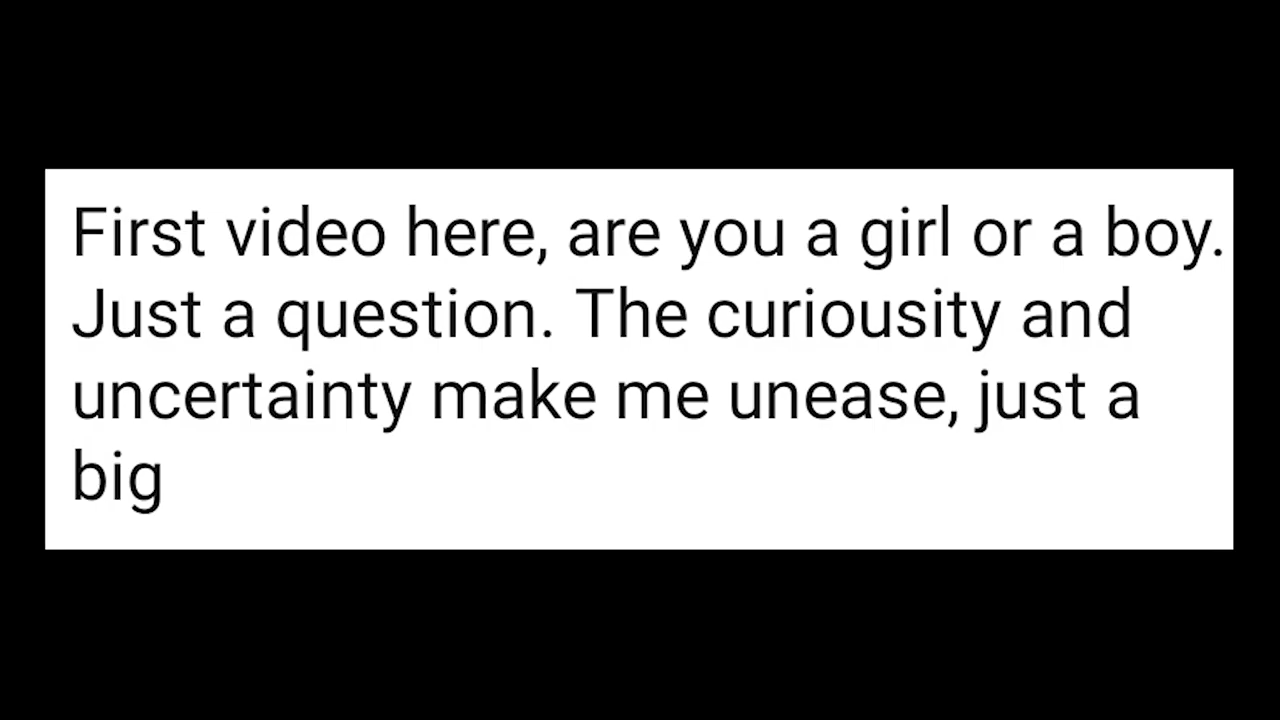 First video here, are you a girl or a boy.
Just a question. The curiousity and
uncertainty make me unease, just a
big